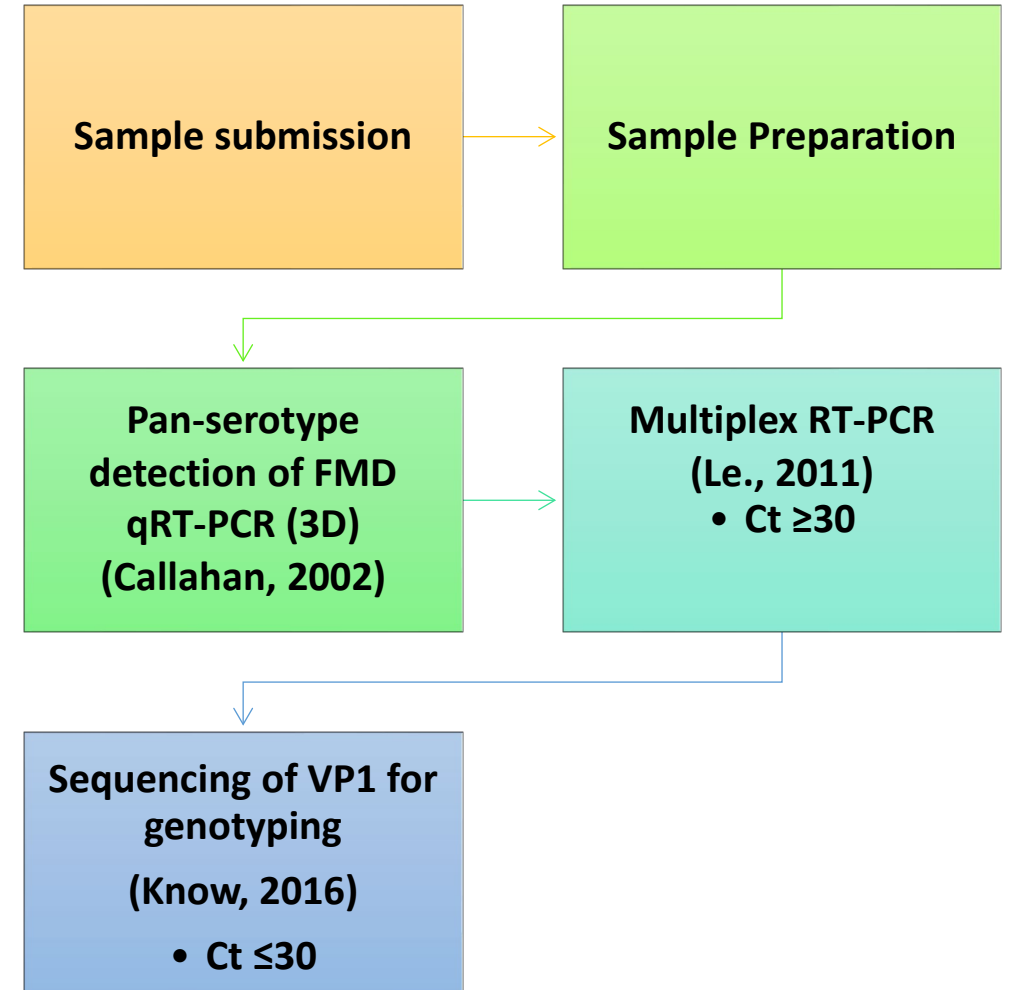 Sample submission
Sample Preparation
Pan-serotype
detection of FMD
qRT-PCR (3D)
(Callahan, 2002)
Multiplex RT-PCR
(Le., 2011)
• Ct ≥30
Sequencing of VP1 for
genotyping
(Know, 2016)
• Ct ≤30